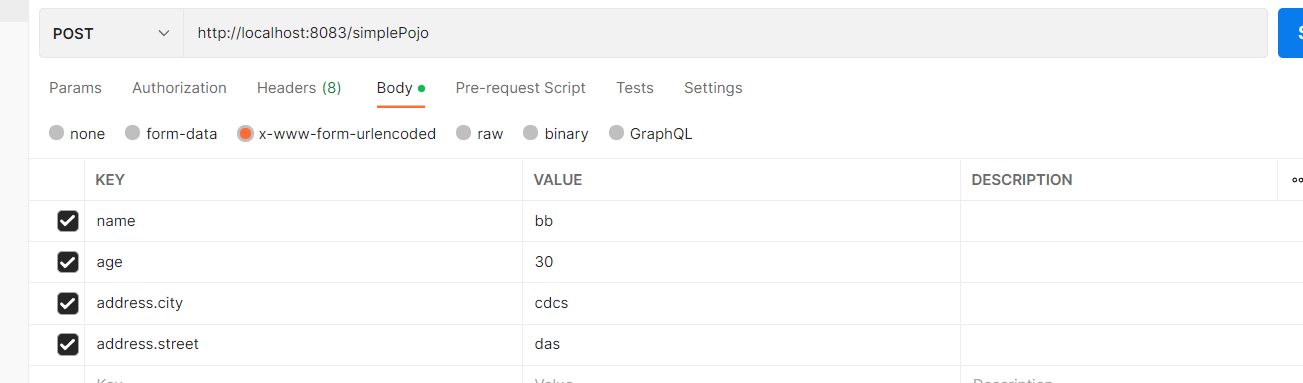 POST http://localhost:8083/simplePojo
Params Authorization Headers (8) Body Pre-request Script Tests Settings
none form-data x-www-form-urlencoded raw binary GraphQL
KEY VALUE DESCRIPTION
name bb
age 30
address.city cdcs
address.street das
Key Value Description